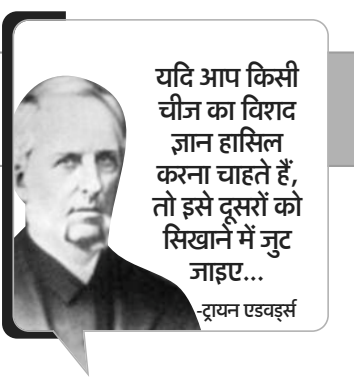 यदि आप किसी
चीज का विशद
ज्ञान हासिल
करना चाहते हैं,
तो इसे दूसरों को
सिखाने में जुट
जाइए...
-ट्रायन एडवर्ड्स